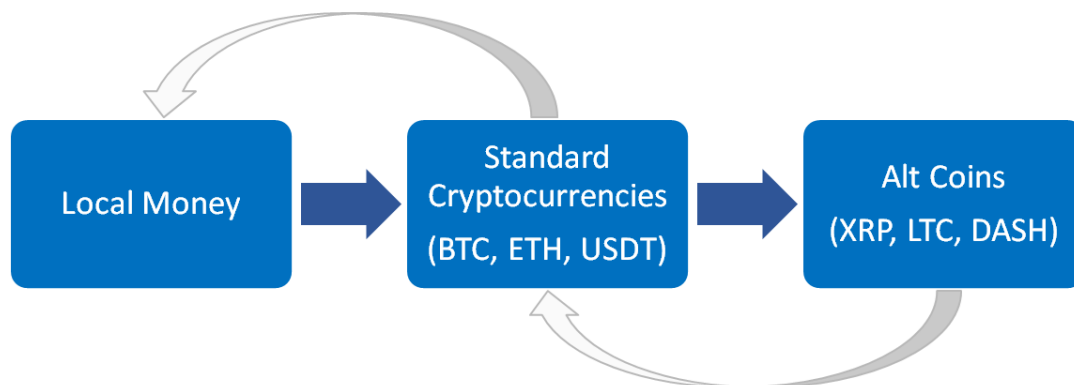 Local Money
Standard
Cryptocurrencies
(BTC, ETH, USDT)
Alt Coins
(XRP, LTC, DASH)